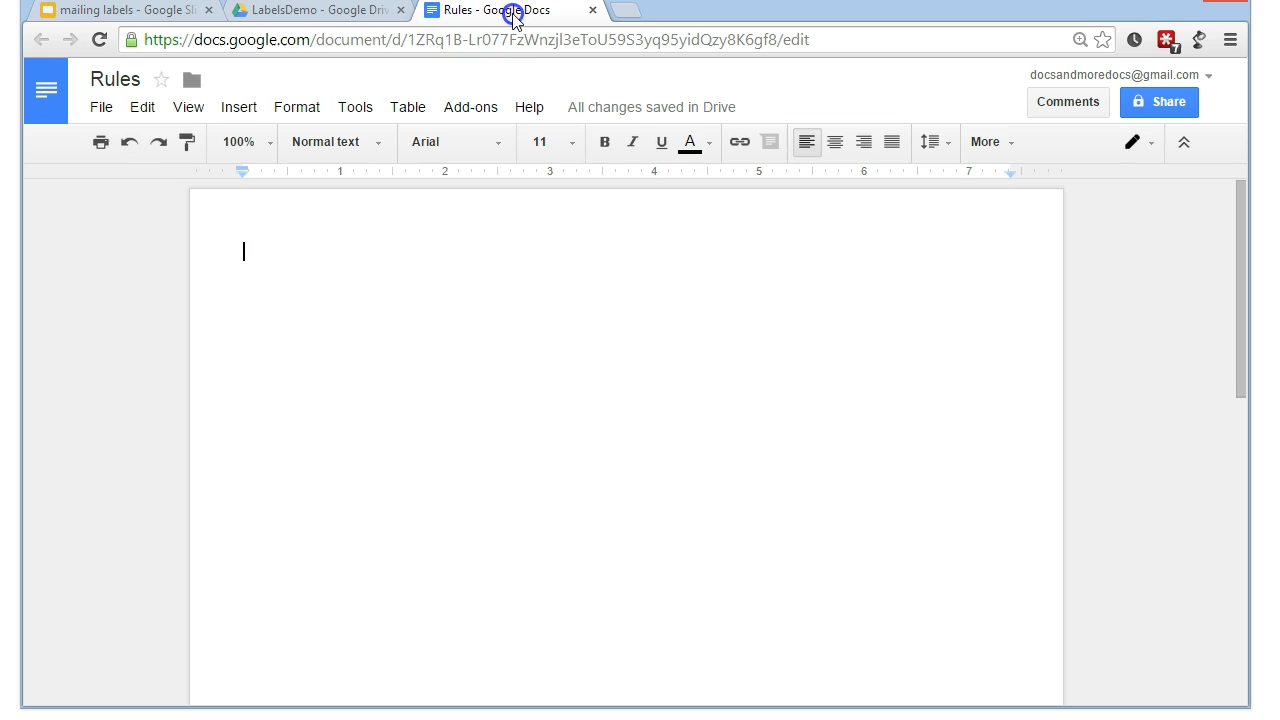 mailing labels - Google Sli
LabelsDemo - Google Driv
Rules - Google Docs
https://docs.google.com/document/d/1ZRq1B-Lr077FzWnzjl3eToU59S3yq95yidQzy8K6gf8/edit
7
Rules
docsandmoredocs@gmail.com
File Edit View Insert Format Tools Table Add-ons Help All changes saved in Drive
Comments Share
100% Normal text Arial 11 B I U A More
1 2 3 4 5 6 7